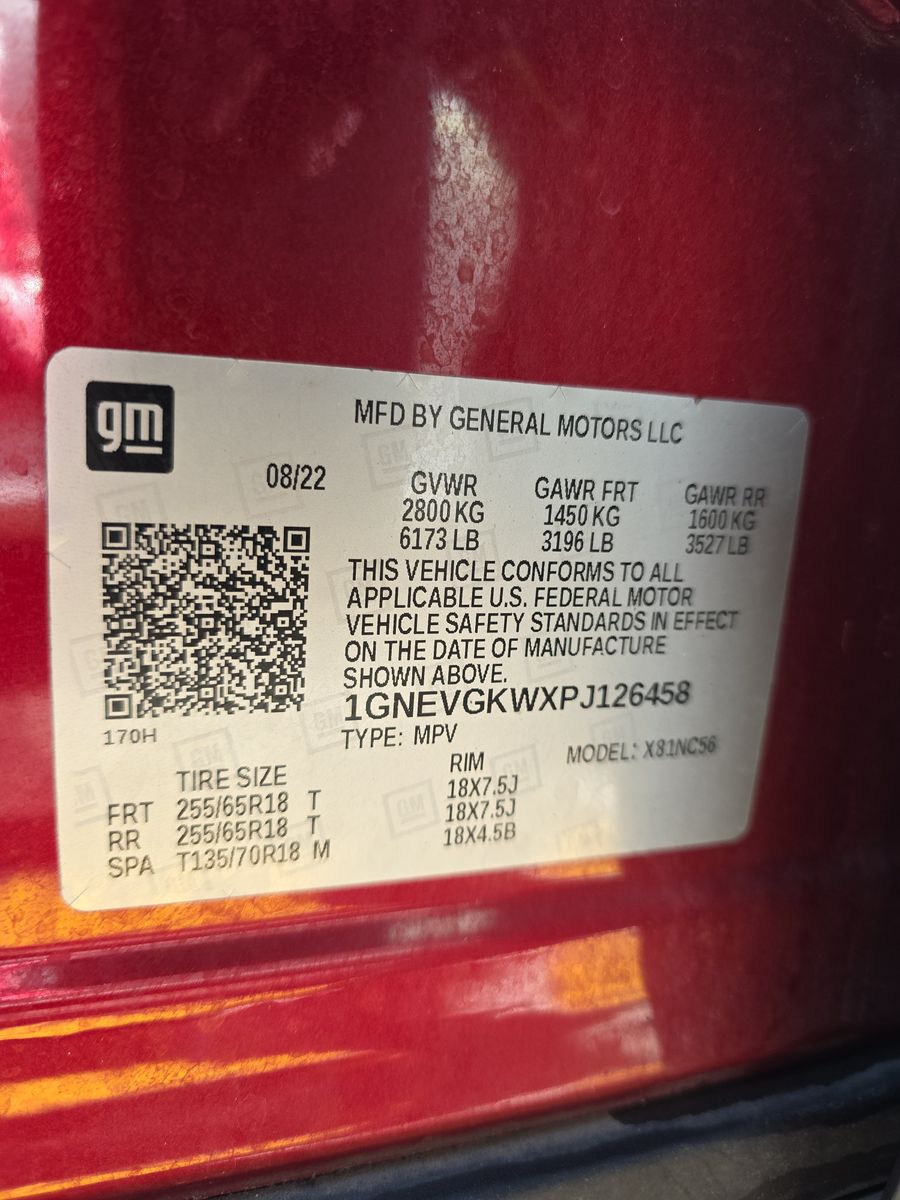 gm
MFD BY GENERAL MOTORS LLC
08/22
GVWR GAWR FRT GAWR RR
2800 KG 1450 KG 1600 KG
6173 LB 3196 LB 3527 LB
THIS VEHICLE CONFORMS TO ALL
APPLICABLE U.S. FEDERAL MOTOR
VEHICLE SAFETY STANDARDS IN EFFECT
ON THE DATE OF MANUFACTURE
SHOWN ABOVE.
1GNEVGKWXPJ126458
170H
TYPE: MPV MODEL: X81NC56
TIRE SIZE RIM
FRT 255/65R18 T 18X7.5J
RR 255/65R18 T 18X7.5J
SPA T135/70R18 M 18X4.5B